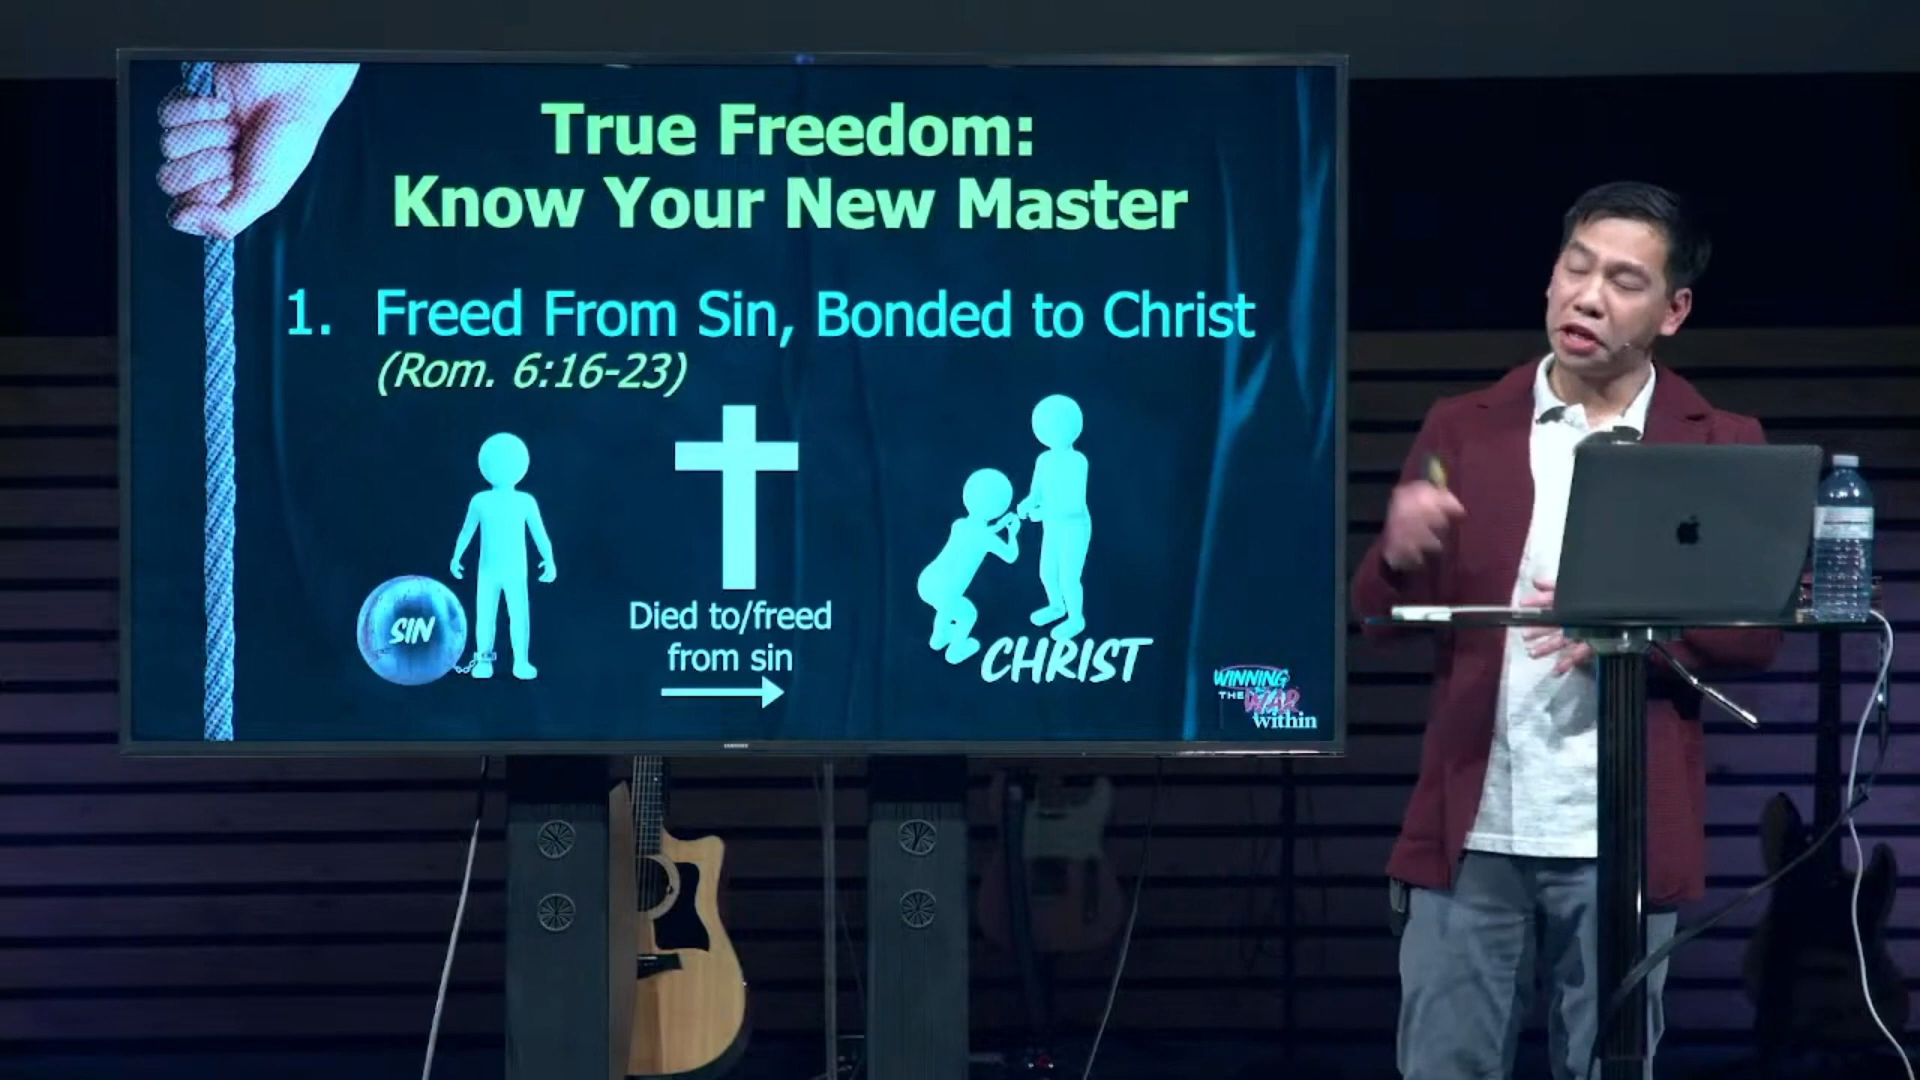 True Freedom:
Know Your New Master
1. Freed From Sin, Bonded to Christ
(Rom. 6:16-23)
SIN
Died to/freed
from sin
CHRIST
WINNING
THE WAR
within
SAMSUNG